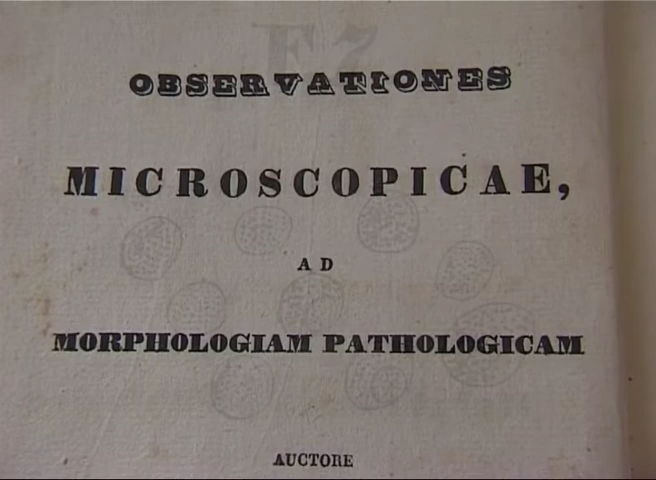 OBSERVATIONES
MICROSCOPICAE,
AD
MORPHOLOGIAM PATHOLOGICAM
AUCTORE